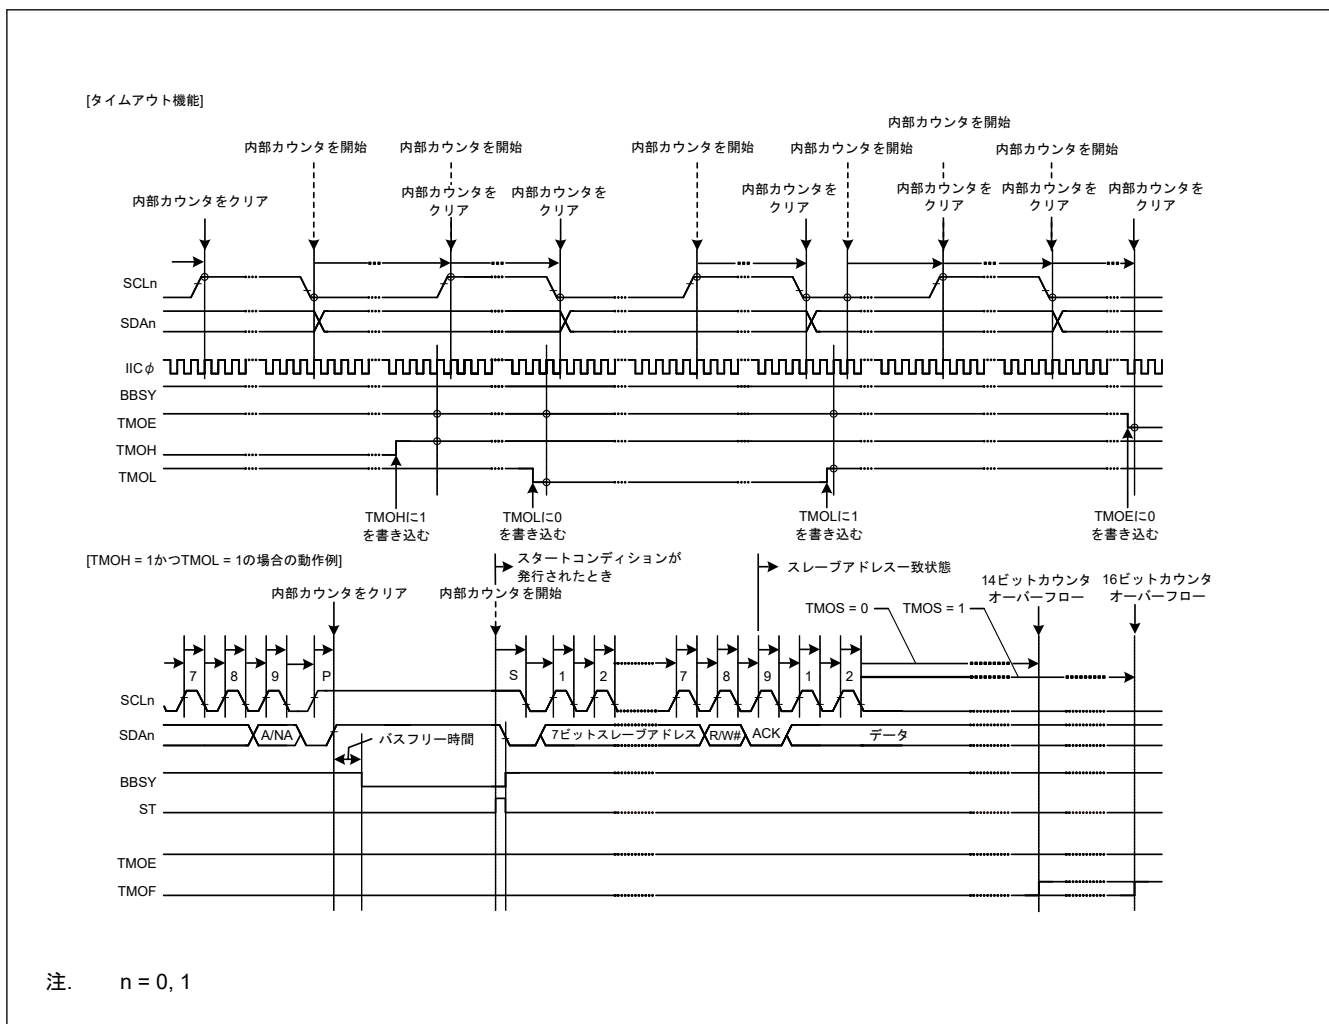 [タイムアウト機能]
内部カウンタを開始
内部カウンタを開始 内部カウンタを開始 内部カウンタを開始 内部カウンタを開始 内部カウンタを開始
内部カウンタをクリア
内部カウンタを
クリア
内部カウンタを
クリア
内部カウンタを
クリア
内部カウンタを
クリア
内部カウンタを
クリア
内部カウンタを
クリア
SCLn
SDAn
IICφ
BBSY
TMOE
TMOH
TMOL
TMOHに1
を書き込む
TMOLに0
を書き込む
TMOLに1
を書き込む
TMOEに0
を書き込む
[TMOH = 1かつTMOL = 1の場合の動作例]
スタートコンディションが
発行されたとき
スレーブアドレス一致状態
14ビットカウンタ
オーバーフロー
16ビットカウンタ
オーバーフロー
内部カウンタをクリア 内部カウンタを開始
TMOS = 0 TMOS = 1
7 8 9 P S 1 2 7 8 9 1 2
SCLn
SDAn A/NA バスフリー時間 7ビットスレーブアドレス R/W# ACK データ
BBSY
ST
TMOE
TMOF
注. n = 0, 1